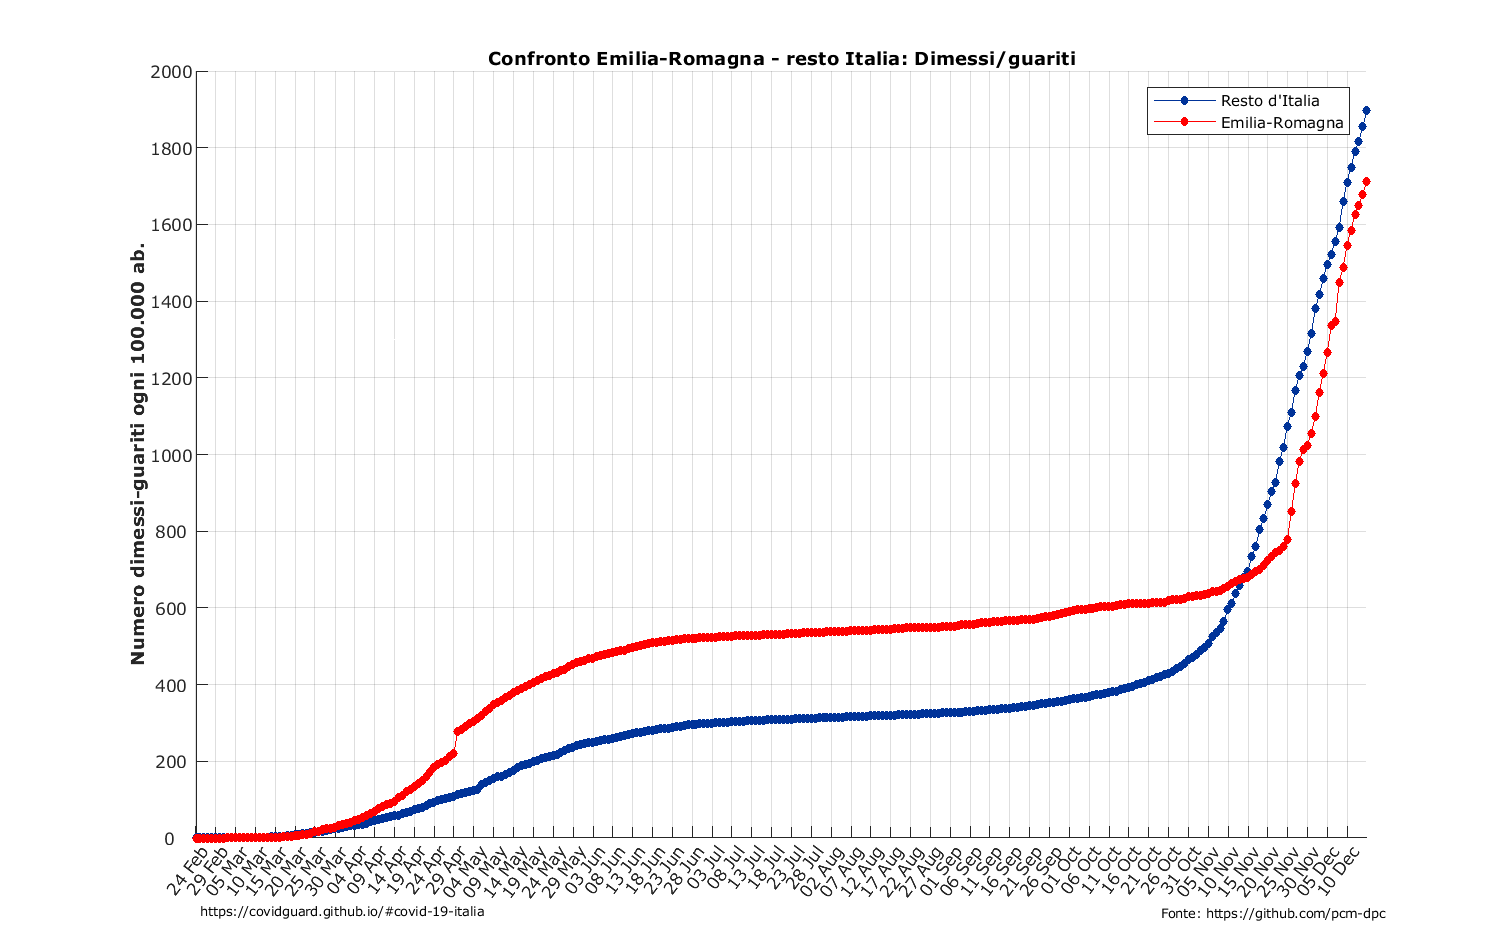 Confronto Emilia-Romagna - resto Italia: Dimessi/guariti
Resto d'Italia
Emilia-Romagna
Numero dimessi-guariti ogni 100.000 ab.
2000
1800
1600
1400
1200
1000
800
600
400
200
0
24 Feb
29 Feb
05 Mar
10 Mar
15 Mar
20 Mar
25 Mar
30 Mar
04 Apr
09 Apr
14 Apr
19 Apr
24 Apr
29 Apr
04 May
09 May
14 May
19 May
24 May
29 May
03 Jun
08 Jun
13 Jun
18 Jun
23 Jun
28 Jun
03 Jul
08 Jul
13 Jul
18 Jul
23 Jul
28 Jul
02 Aug
07 Aug
12 Aug
17 Aug
22 Aug
27 Aug
01 Sep
06 Sep
11 Sep
16 Sep
21 Sep
26 Sep
01 Oct
06 Oct
11 Oct
16 Oct
21 Oct
26 Oct
31 Oct
05 Nov
10 Nov
15 Nov
20 Nov
25 Nov
30 Nov
05 Dec
10 Dec
https://covidguard.github.io/#covid-19-italia
Fonte: https://github.com/pcm-dpc